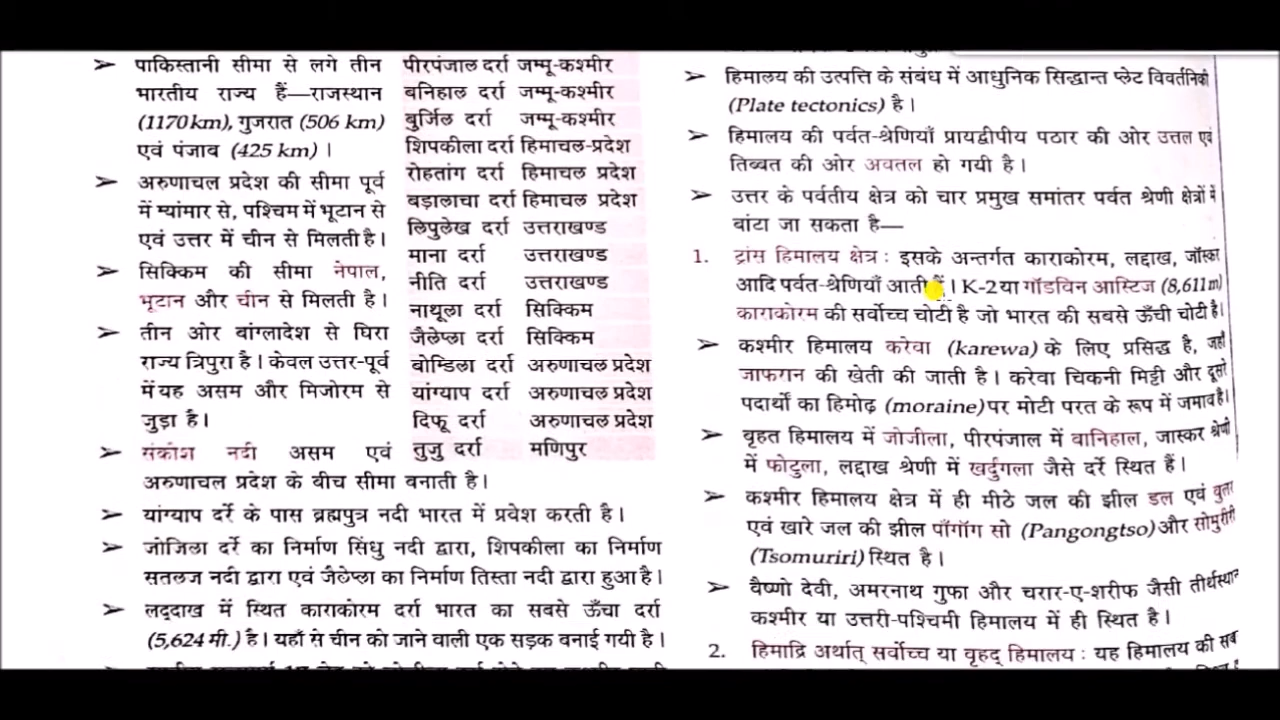 ➢ पाकिस्तानी सीमा से लगे तीन
भारतीय राज्य हैं—राजस्थान
(1170 km), गुजरात (506 km)
एवं पंजाब (425 km) ।
➢ अरुणाचल प्रदेश की सीमा पूर्व
में म्यांमार से, पश्चिम में भूटान से
एवं उत्तर में चीन से मिलती है।
➢ सिक्किम की सीमा नेपाल,
भूटान और चीन से मिलती है।
➢ तीन ओर बांग्लादेश से घिरा
राज्य त्रिपुरा है। केवल उत्तर-पूर्व
में यह असम और मिजोरम से
जुड़ा है।
➢ संकोश नदी असम एवं
अरुणाचल प्रदेश के बीच सीमा बनाती है।
पीरपंजाल दर्रा जम्मू-कश्मीर
बनिहाल दर्रा जम्मू-कश्मीर
बुर्जिल दर्रा जम्मू-कश्मीर
शिपकीला दर्रा हिमाचल-प्रदेश
रोहतांग दर्रा हिमाचल प्रदेश
बड़ालाचा दर्रा हिमाचल प्रदेश
लिपुलेख दर्रा उत्तराखण्ड
माना दर्रा उत्तराखण्ड
नीति दर्रा उत्तराखण्ड
नाथूला दर्रा सिक्किम
जैलेप्ला दर्रा सिक्किम
बोम्डिला दर्रा अरुणाचल प्रदेश
यांग्याप दर्रा अरुणाचल प्रदेश
दिफू दर्रा अरुणाचल प्रदेश
तुजु दर्रा मणिपुर
➢ यांग्याप दर्रे के पास ब्रह्मपुत्र नदी भारत में प्रवेश करती है।
➢ जोजिला दर्रे का निर्माण सिंधु नदी द्वारा, शिपकीला का निर्माण
सतलज नदी द्वारा एवं जैलेप्ला का निर्माण तिस्ता नदी द्वारा हुआ है।
➢ लद्दाख में स्थित काराकोरम दर्रा भारत का सबसे ऊँचा दर्रा
(5,624 मी.) है। यहाँ से चीन को जाने वाली एक सड़क बनाई गयी है।
➢ हिमालय की उत्पत्ति के संबंध में आधुनिक सिद्धान्त प्लेट विवर्तनिकी
(Plate tectonics) है।
➢ हिमालय की पर्वत-श्रेणियाँ प्रायद्वीपीय पठार की ओर उत्तल एवं
तिब्बत की ओर अवतल हो गयी है।
➢ उत्तर के पर्वतीय क्षेत्र को चार प्रमुख समांतर पर्वत श्रेणी क्षेत्रों में
बांटा जा सकता है—
1. ट्रांस हिमालय क्षेत्र : इसके अन्तर्गत काराकोरम, लद्दाख, जॉस्कर
आदि पर्वत-श्रेणियाँ आती हैं। K-2 या गॉडविन आस्टिज (8,611 m)
काराकोरम की सर्वोच्च चोटी है जो भारत की सबसे ऊँची चोटी है।
➢ कश्मीर हिमालय करेवा (karewa) के लिए प्रसिद्ध है, जहाँ
जाफगन की खेती की जाती है। करेवा चिकनी मिट्टी और दूसरे
पदार्थों का हिमोढ़ (moraine) पर मोटी परत के रूप में जमाव है।
➢ बृहत हिमालय में जोजीला, पीरपंजाल में बानिहाल, जास्कर श्रेणी
में फोटुला, लद्दाख श्रेणी में खर्दुगला जैसे दर्रे स्थित हैं।
➢ कश्मीर हिमालय क्षेत्र में ही मीठे जल की झील डल एवं
एवं खारे जल की झील पाँगॉंग सो (Pangongtso) और सोमुरीरी
(Tsomuriri) स्थित है।
➢ वैष्णो देवी, अमरनाथ गुफा और चरार-ए-शरीफ जैसी तीर्थस्थान
कश्मीर या उत्तरी-पश्चिमी हिमालय में ही स्थित है।
2. हिमाद्रि अर्थात् सर्वोच्च या वृहद् हिमालय : यह हिमालय की सब